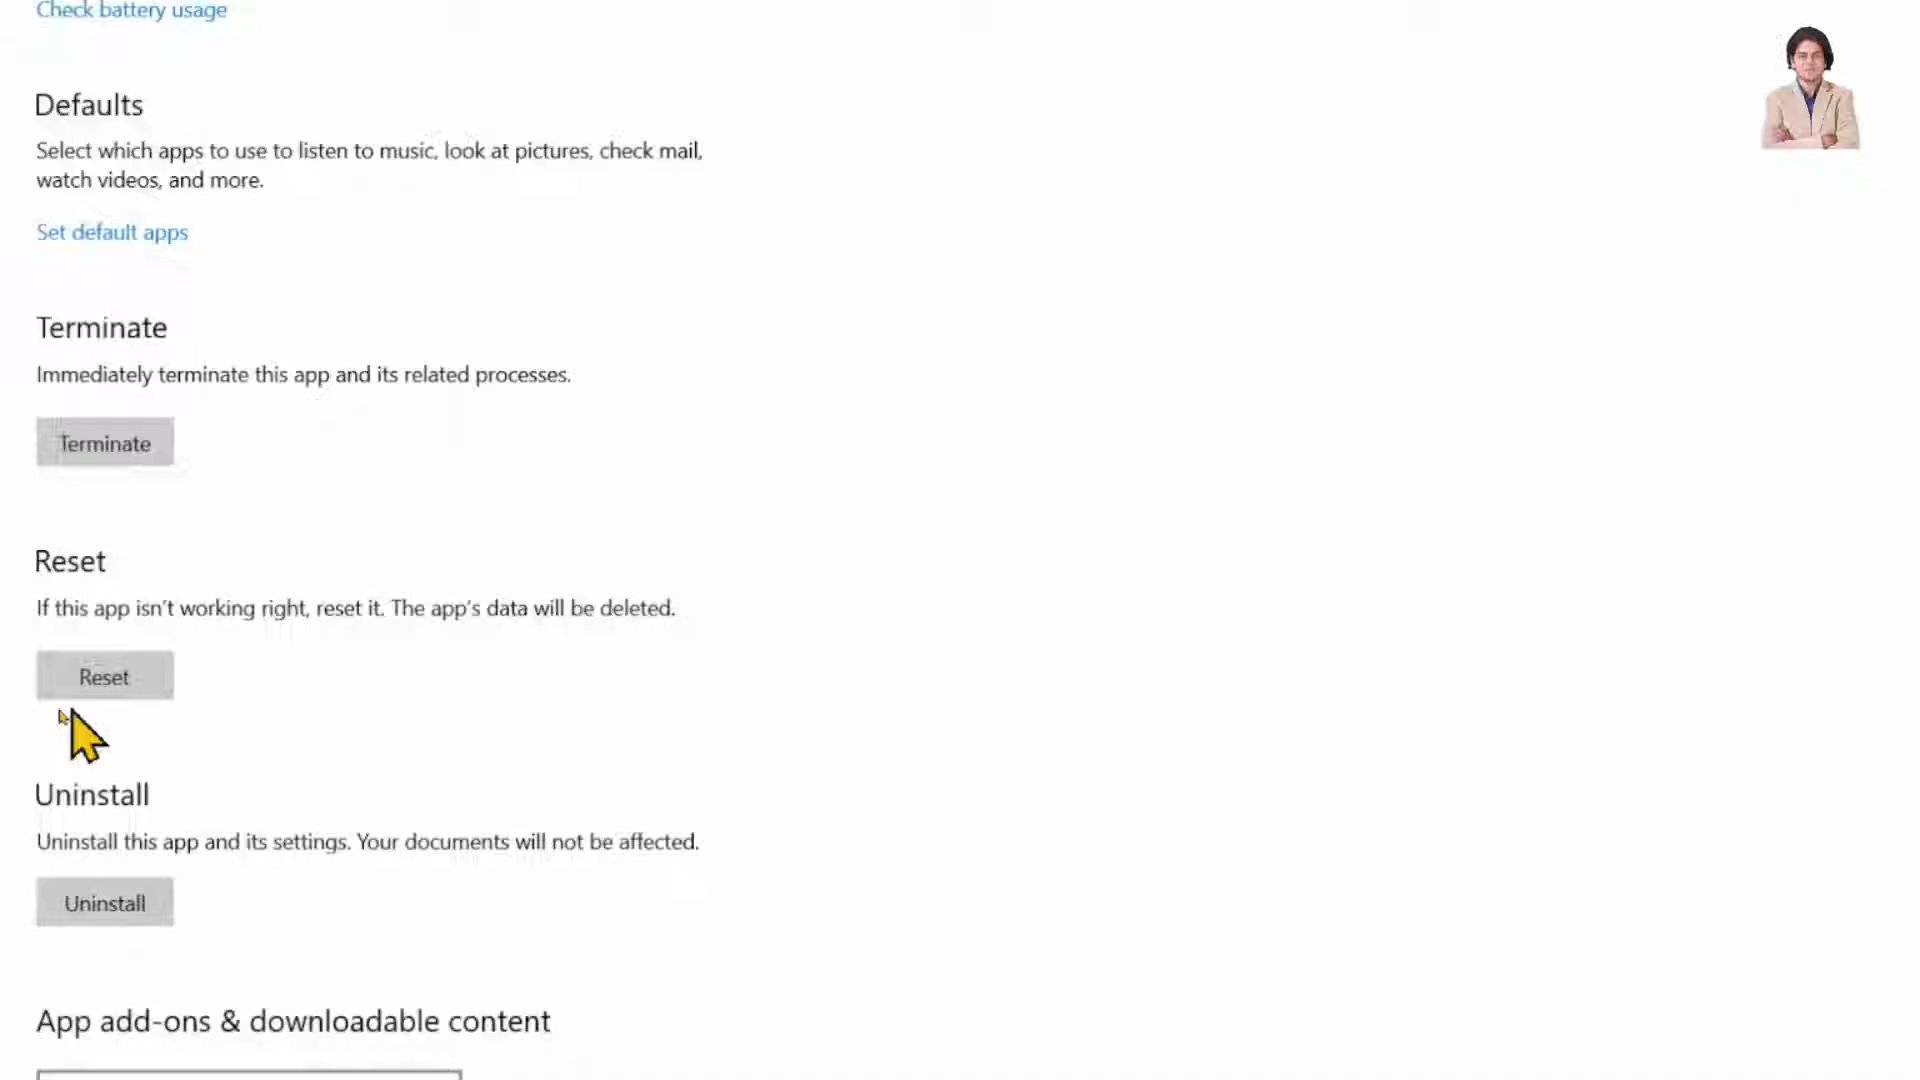 Check battery usage
Defaults
Select which apps to use to listen to music, look at pictures, check mail,
watch videos, and more.
Set default apps
Terminate
Immediately terminate this app and its related processes.
Terminate
Reset
If this app isn't working right, reset it. The app's data will be deleted.
Reset
Uninstall
Uninstall this app and its settings. Your documents will not be affected.
Uninstall
App add-ons & downloadable content